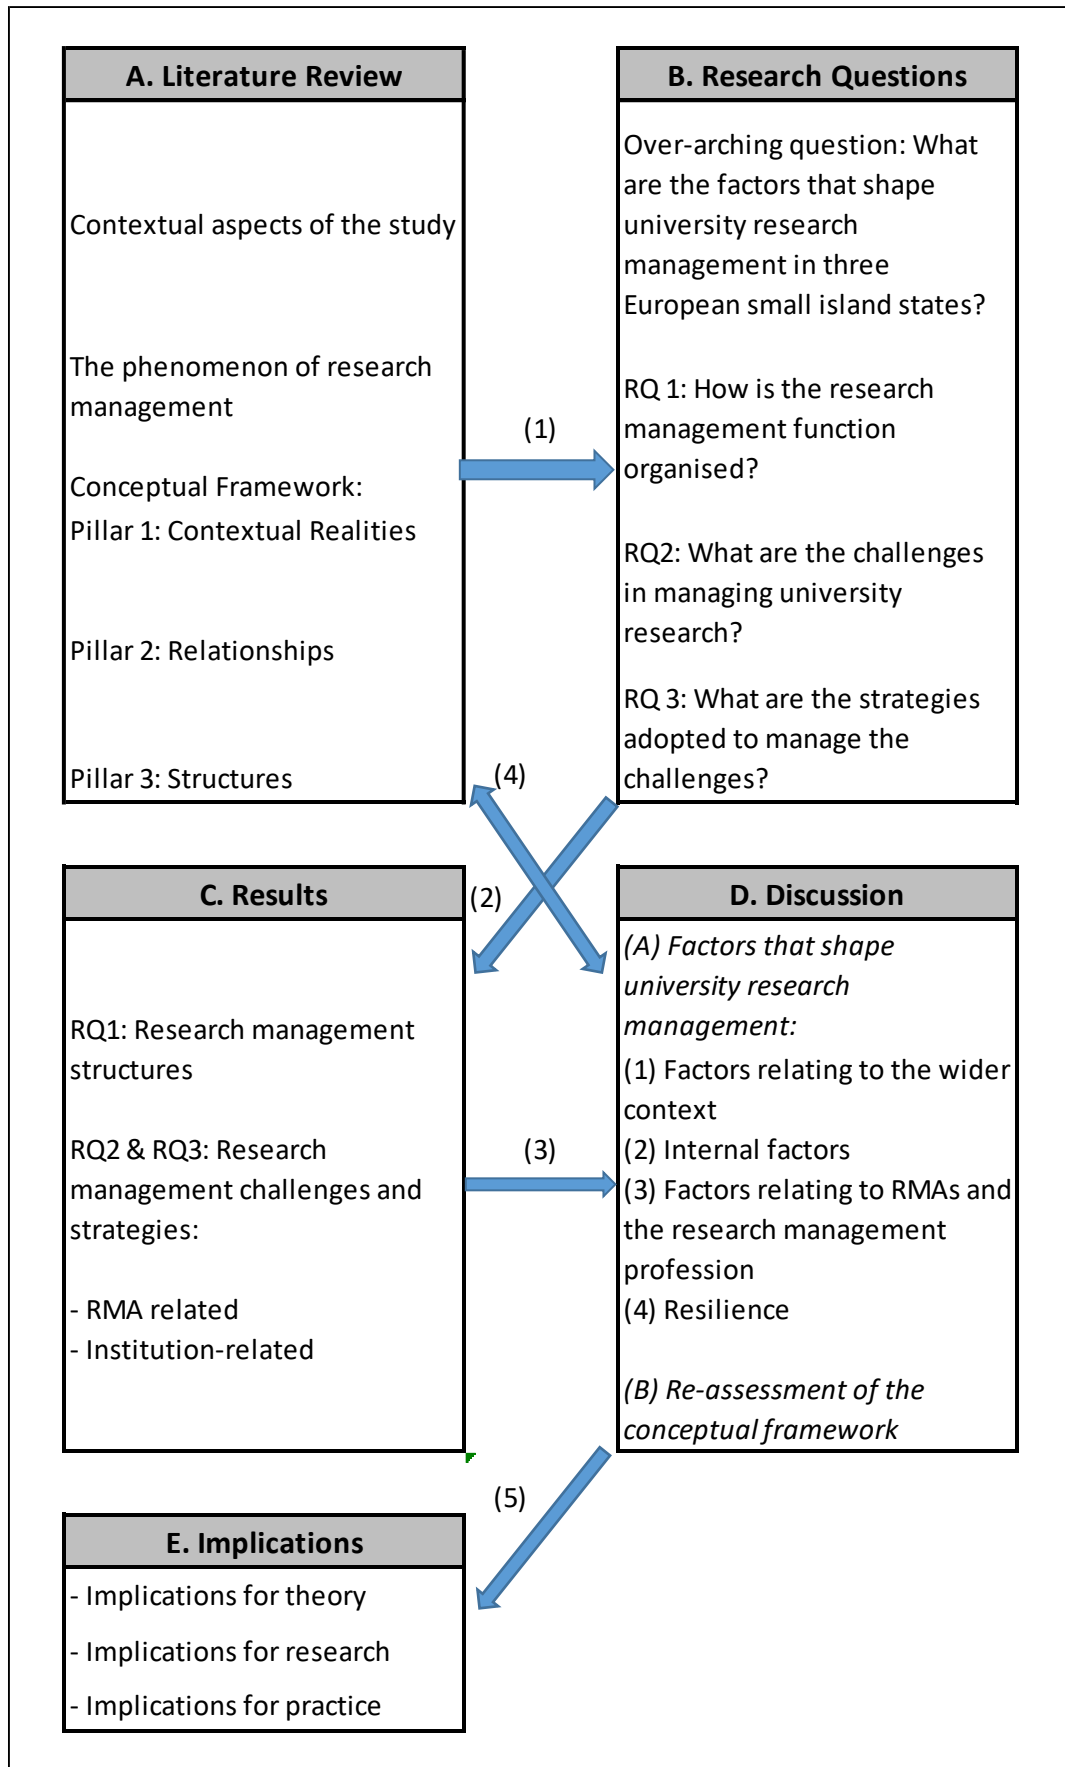 A. Literature Review
Contextual aspects of the study
The phenomenon of research
management
Conceptual Framework:
Pillar 1: Contextual Realities
Pillar 2: Relationships
Pillar 3: Structures
(1)
B. Research Questions
Over-arching question: What
are the factors that shape
university research
management in three
European small island states?
RQ 1: How is the research
management function
organised?
RQ2: What are the challenges
in managing university
research?
RQ 3: What are the strategies
adopted to manage the
challenges?
(4)
(2)
C. Results
RQ1: Research management
structures
RQ2 & RQ3: Research
management challenges and
strategies:
- RMA related
- Institution-related
(3)
D. Discussion
(A) Factors that shape
university research
management:
(1) Factors relating to the wider
context
(2) Internal factors
(3) Factors relating to RMAs and
the research management
profession
(4) Resilience
(B) Re-assessment of the
conceptual framework
(5)
E. Implications
- Implications for theory
- Implications for research
- Implications for practice